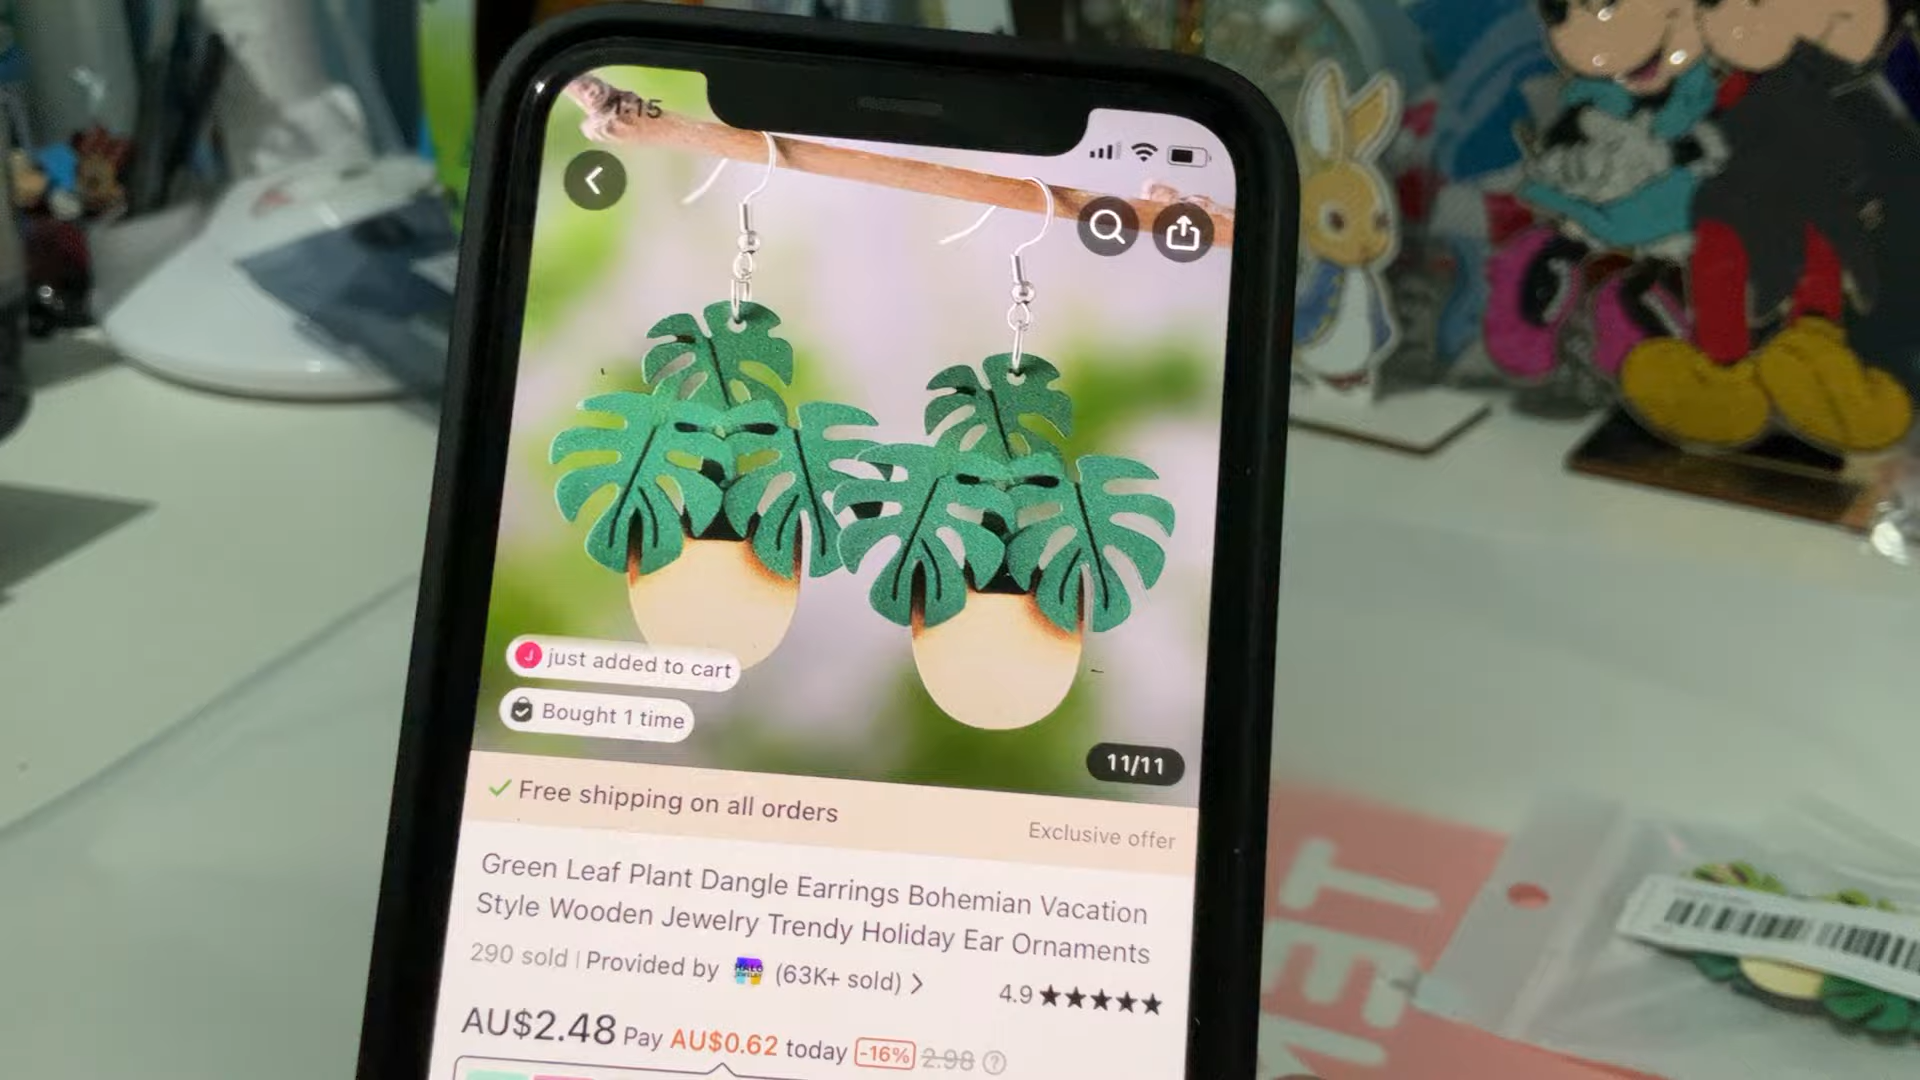 1:15
J just added to cart
Bought 1 time
11/11
Free shipping on all orders
Exclusive offer
Green Leaf Plant Dangle Earrings Bohemian Vacation
Style Wooden Jewelry Trendy Holiday Ear Ornaments
290 sold | Provided by HALO JEWELRY (63K+ sold) >
4.9 ★★★★★
AU$2.48 Pay AU$0.62 today -16% 2.98 ?